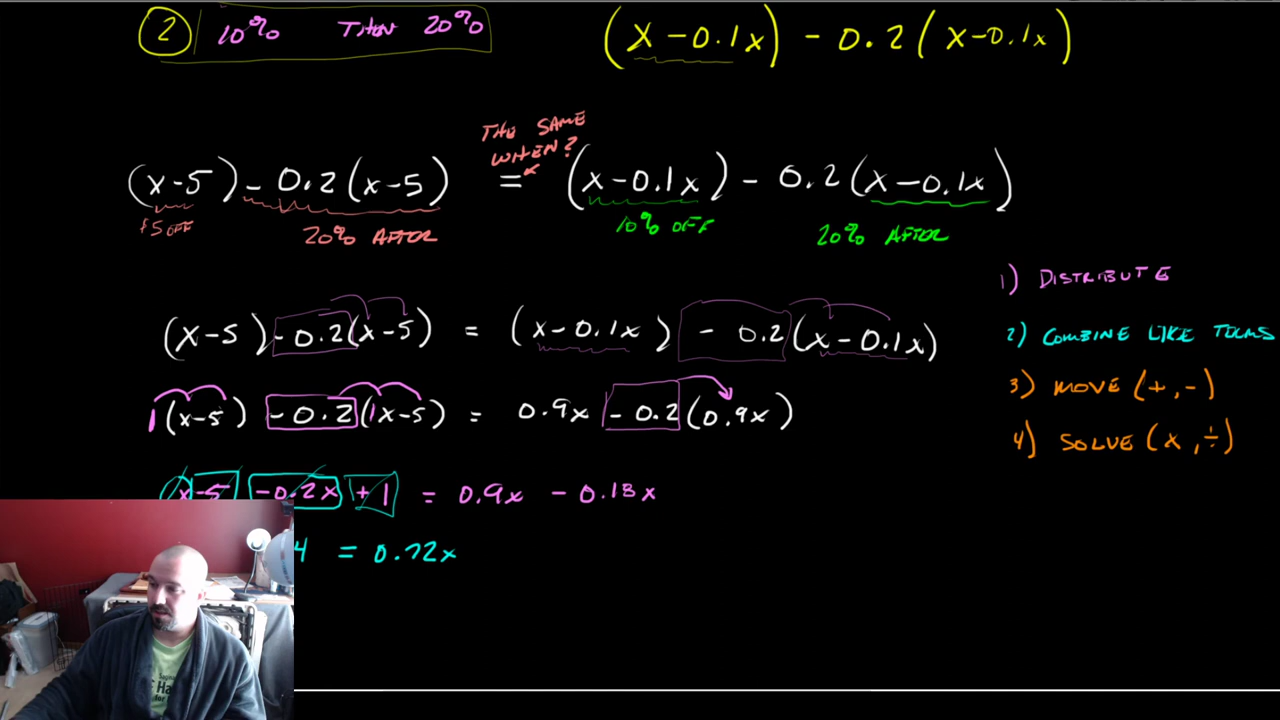 2 10% THEN 20% (x-0.1x) - 0.2(x-0.1x)
THE SAME
WHEN?
(x-5) - 0.2(x-5) = (x-0.1x) - 0.2(x-0.1x)
$5 OFF 20% AFTER 10% OFF 20% AFTER
1) DISTRIBUTE
(x-5) - 0.2(x-5) = (x-0.1x) - 0.2(x-0.1x)
2) COMBINE LIKE TERMS
3) MOVE (+, -)
1(x-5) - 0.2(1x-5) = 0.9x - 0.2(0.9x)
4) SOLVE (x, ÷)
x-5 -0.2x +1 = 0.9x - 0.18x
4 = 0.72x